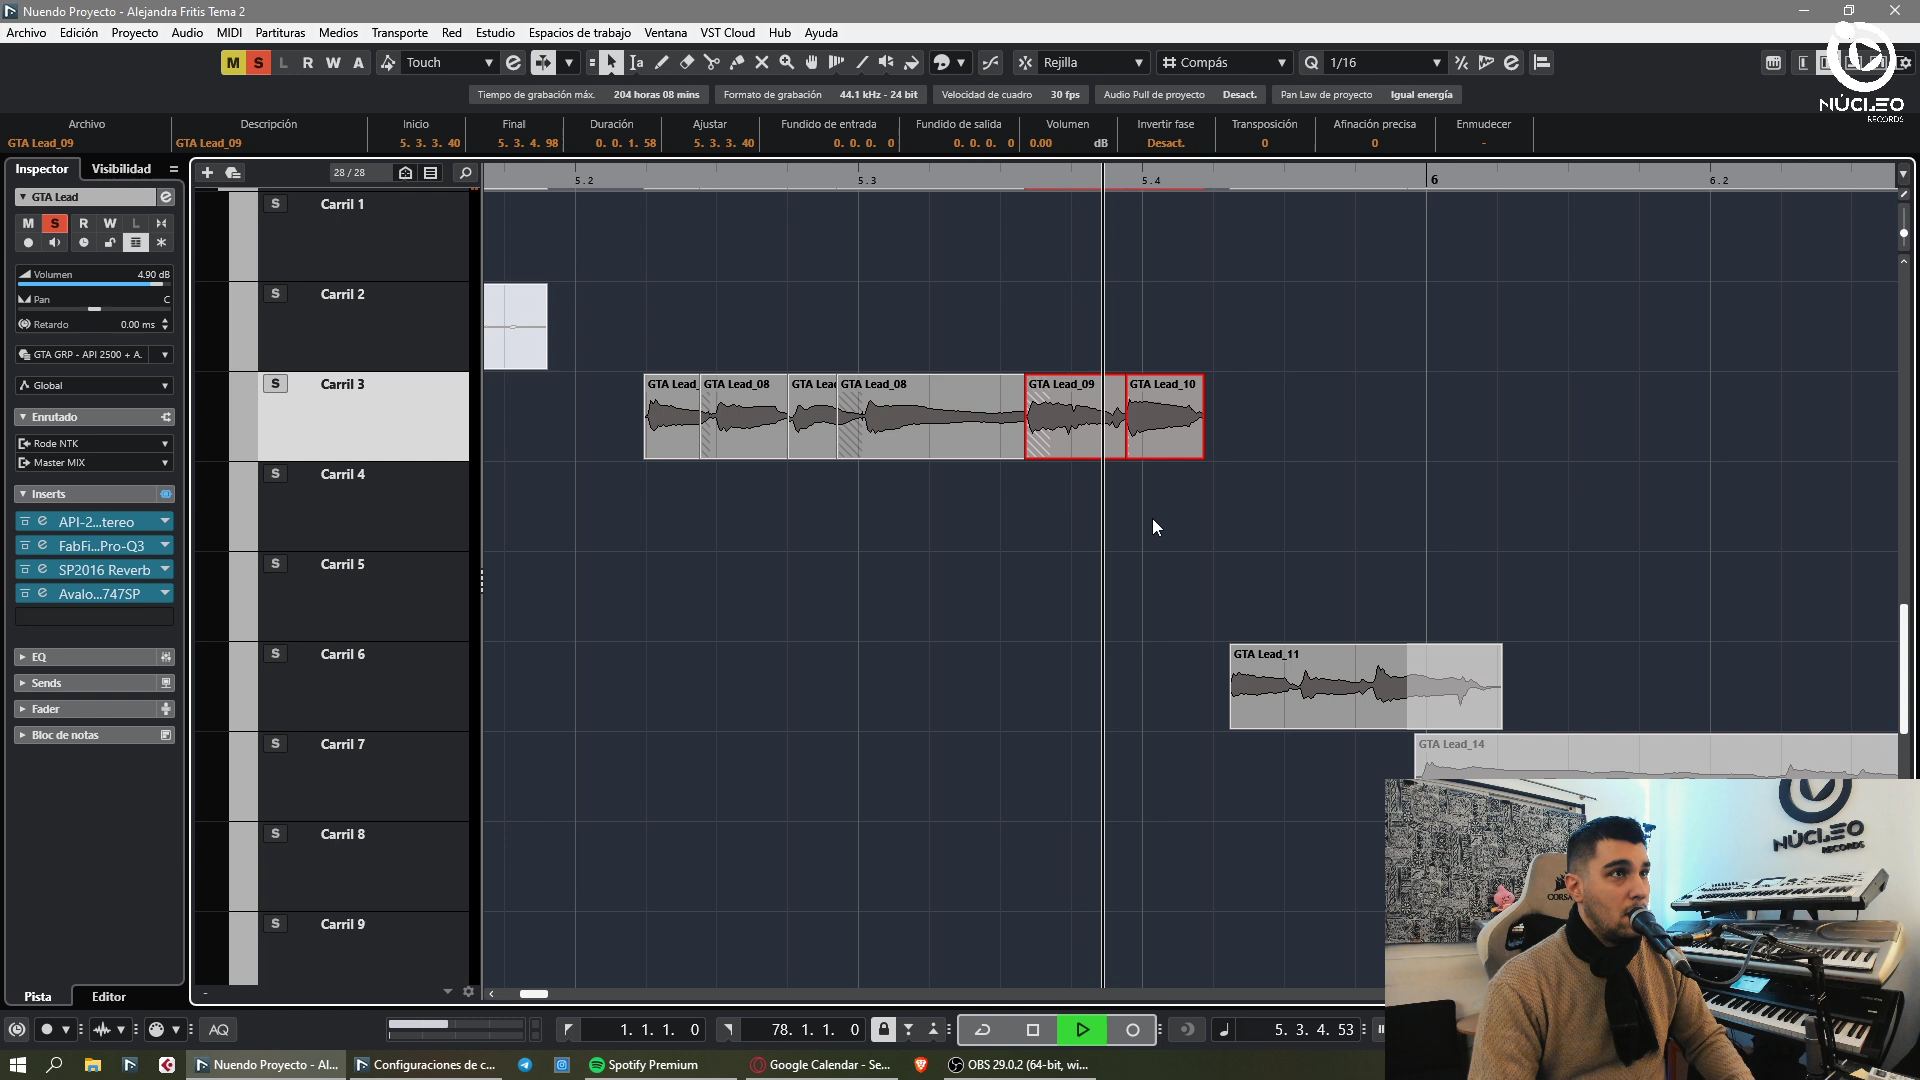 Nuendo Proyecto - Alejandra Fritis Tema 2
Archivo Edición Proyecto Audio MIDI Partituras Medios Transporte Red Estudio Espacios de trabajo Ventana VST Cloud Hub Ayuda
M S L R W A Touch Rejilla Compás Q 1/16
NÚCLEO
RECORDS
Tiempo de grabación máx. 204 horas 08 mins Formato de grabación 44.1 kHz - 24 bit Velocidad de cuadro 30 fps Audio Pull de proyecto Desact. Pan Law de proyecto Igual energía
Archivo Descripción Inicio Final Duración Ajustar Fundido de entrada Fundido de salida Volumen Invertir fase Transposición Afinación precisa Enmudecer
GTA Lead_09 GTA Lead_09 5. 3. 3. 40 5. 3. 4. 98 0. 0. 1. 58 5. 3. 3. 40 0. 0. 0. 0 0. 0. 0. 0 0.00 dB Desact. 0 0 -
Inspector Visibilidad 28 / 28
5.2 5.3 5.4 6 6.2
GTA Lead
M S R W L
Volumen 4.90 dB
Pan C
Retardo 0.00 ms
GTA GRP - API 2500 + A.
Global
Enrutado
Rode NTK
Master MIX
Inserts
API-2...tereo
FabFi...Pro-Q3
SP2016 Reverb
Avalo...747SP
EQ
Sends
Fader
Bloc de notas
S Carril 1
S Carril 2
S Carril 3
S Carril 4
S Carril 5
S Carril 6
S Carril 7
S Carril 8
S Carril 9
GTA Lead_ GTA Lead_08 GTA Lea GTA Lead_08 GTA Lead_09 GTA Lead_10
GTA Lead_11
GTA Lead_14
NÚCLEO
RECORDS
CORSA
Pista Editor
AQ 1. 1. 1. 0 78. 1. 1. 0 5. 3. 4. 53
Nuendo Proyecto - Al... Configuraciones de c... Spotify Premium Google Calendar - Se... OBS 29.0.2 (64-bit, wi...